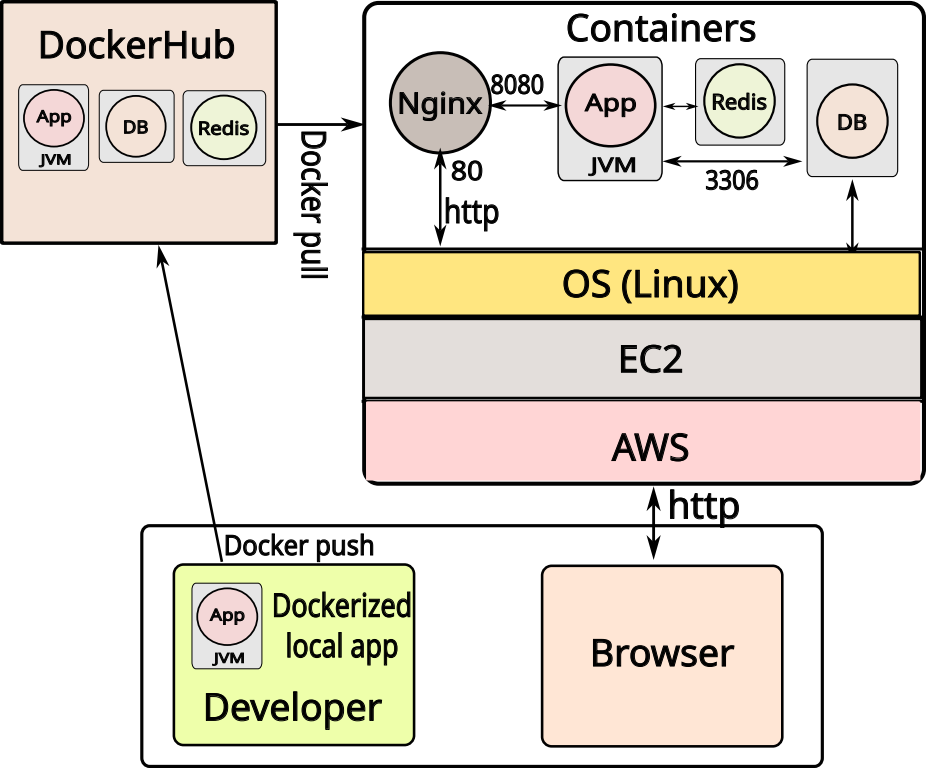 DockerHub
App
JVM
DB
Redis
Docker pull
Containers
Nginx
8080
App
JVM
Redis
DB
3306
80
http
OS (Linux)
EC2
AWS
http
Docker push
App
JVM
Dockerized
local app
Developer
Browser